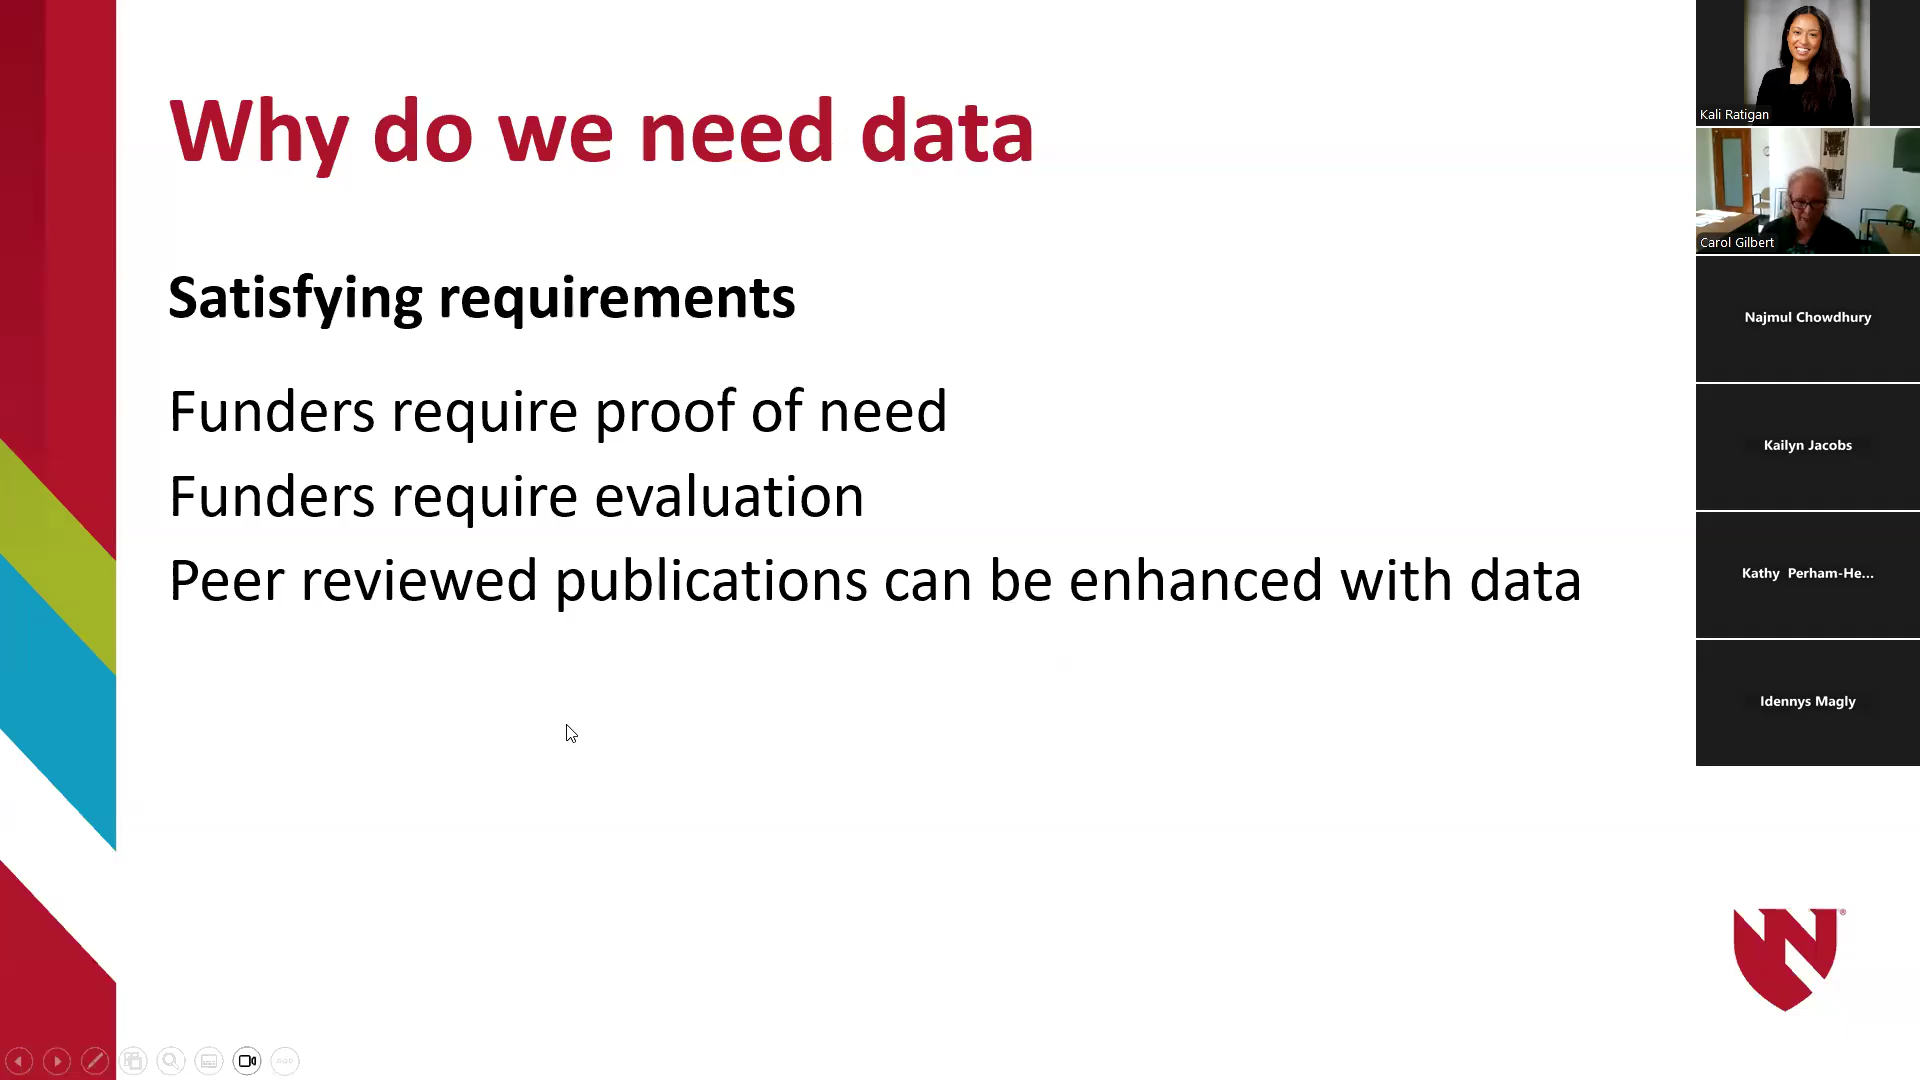 Why do we need data
Satisfying requirements
Funders require proof of need
Funders require evaluation
Peer reviewed publications can be enhanced with data
Kali Ratigan
Carol Gilbert
Najmul Chowdhury
Kailyn Jacobs
Kathy Perham-He...
Idennys Magly